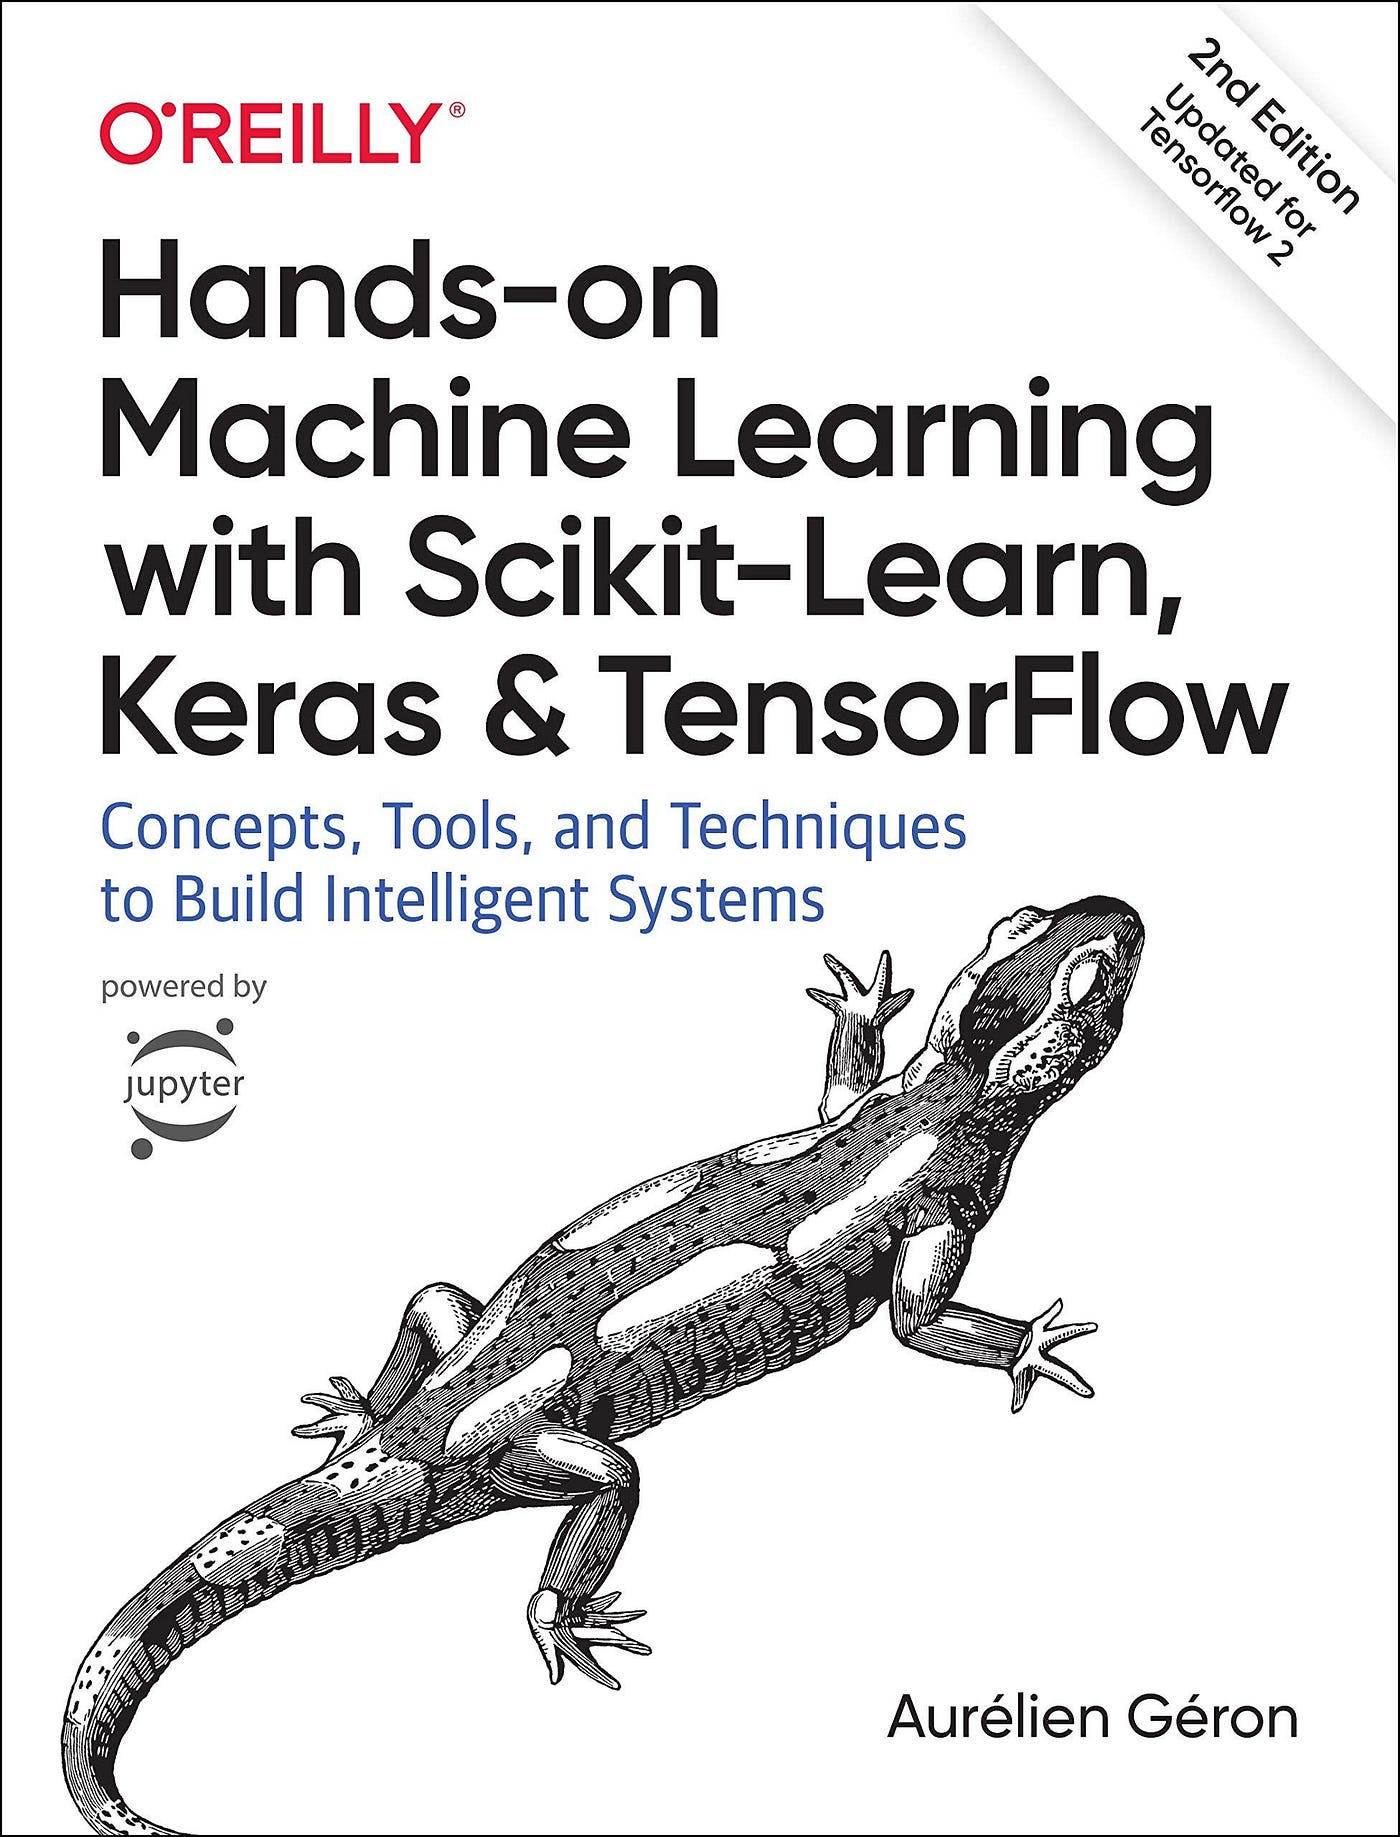 O'REILLY®
2nd Edition
Updated for
Tensorflow 2
Hands-on
Machine Learning
with Scikit-Learn,
Keras & TensorFlow
Concepts, Tools, and Techniques
to Build Intelligent Systems
powered by
jupyter
Aurélien Géron